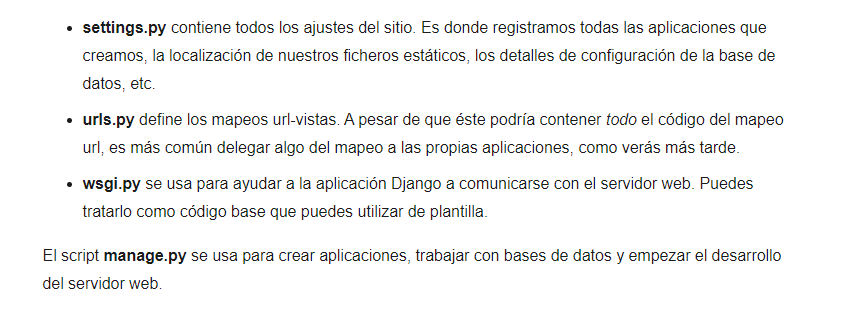 • settings.py contiene todos los ajustes del sitio. Es donde registramos todas las aplicaciones que
creamos, la localización de nuestros ficheros estáticos, los detalles de configuración de la base de
datos, etc.
• urls.py define los mapeos url-vistas. A pesar de que éste podría contener todo el código del mapeo
url, es más común delegar algo del mapeo a las propias aplicaciones, como verás más tarde.
• wsgi.py se usa para ayudar a la aplicación Django a comunicarse con el servidor web. Puedes
tratarlo como código base que puedes utilizar de plantilla.
El script manage.py se usa para crear aplicaciones, trabajar con bases de datos y empezar el desarrollo
del servidor web.